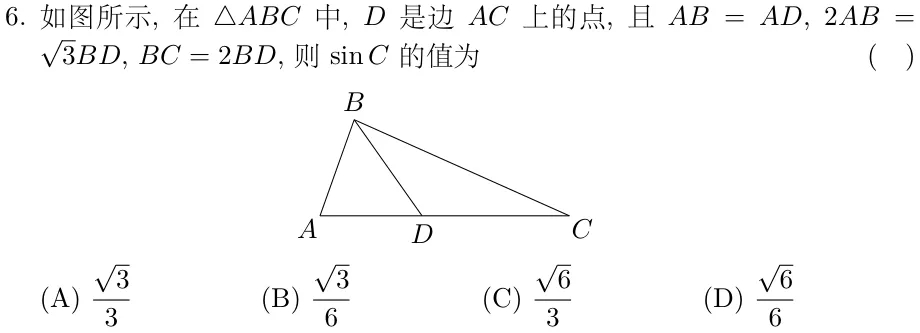 6. 如图所示, 在 △ABC 中, D 是边 AC 上的点, 且 AB = AD, 2AB =
√3BD, BC = 2BD, 则 sin C 的值为 ( )
B
A D C
(A) √3/3 (B) √3/6 (C) √6/3 (D) √6/6